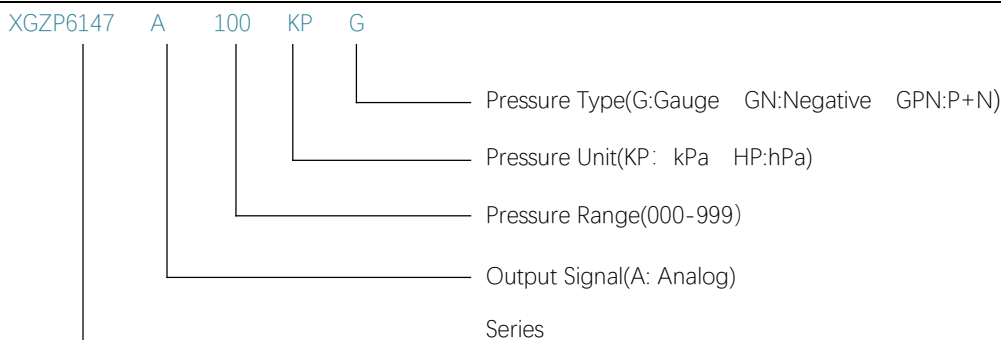 XGZP6147 A 100 KP G
Pressure Type(G:Gauge GN:Negative GPN:P+N)
Pressure Unit(KP： kPa HP:hPa)
Pressure Range(000-999）
Output Signal(A: Analog)
Series